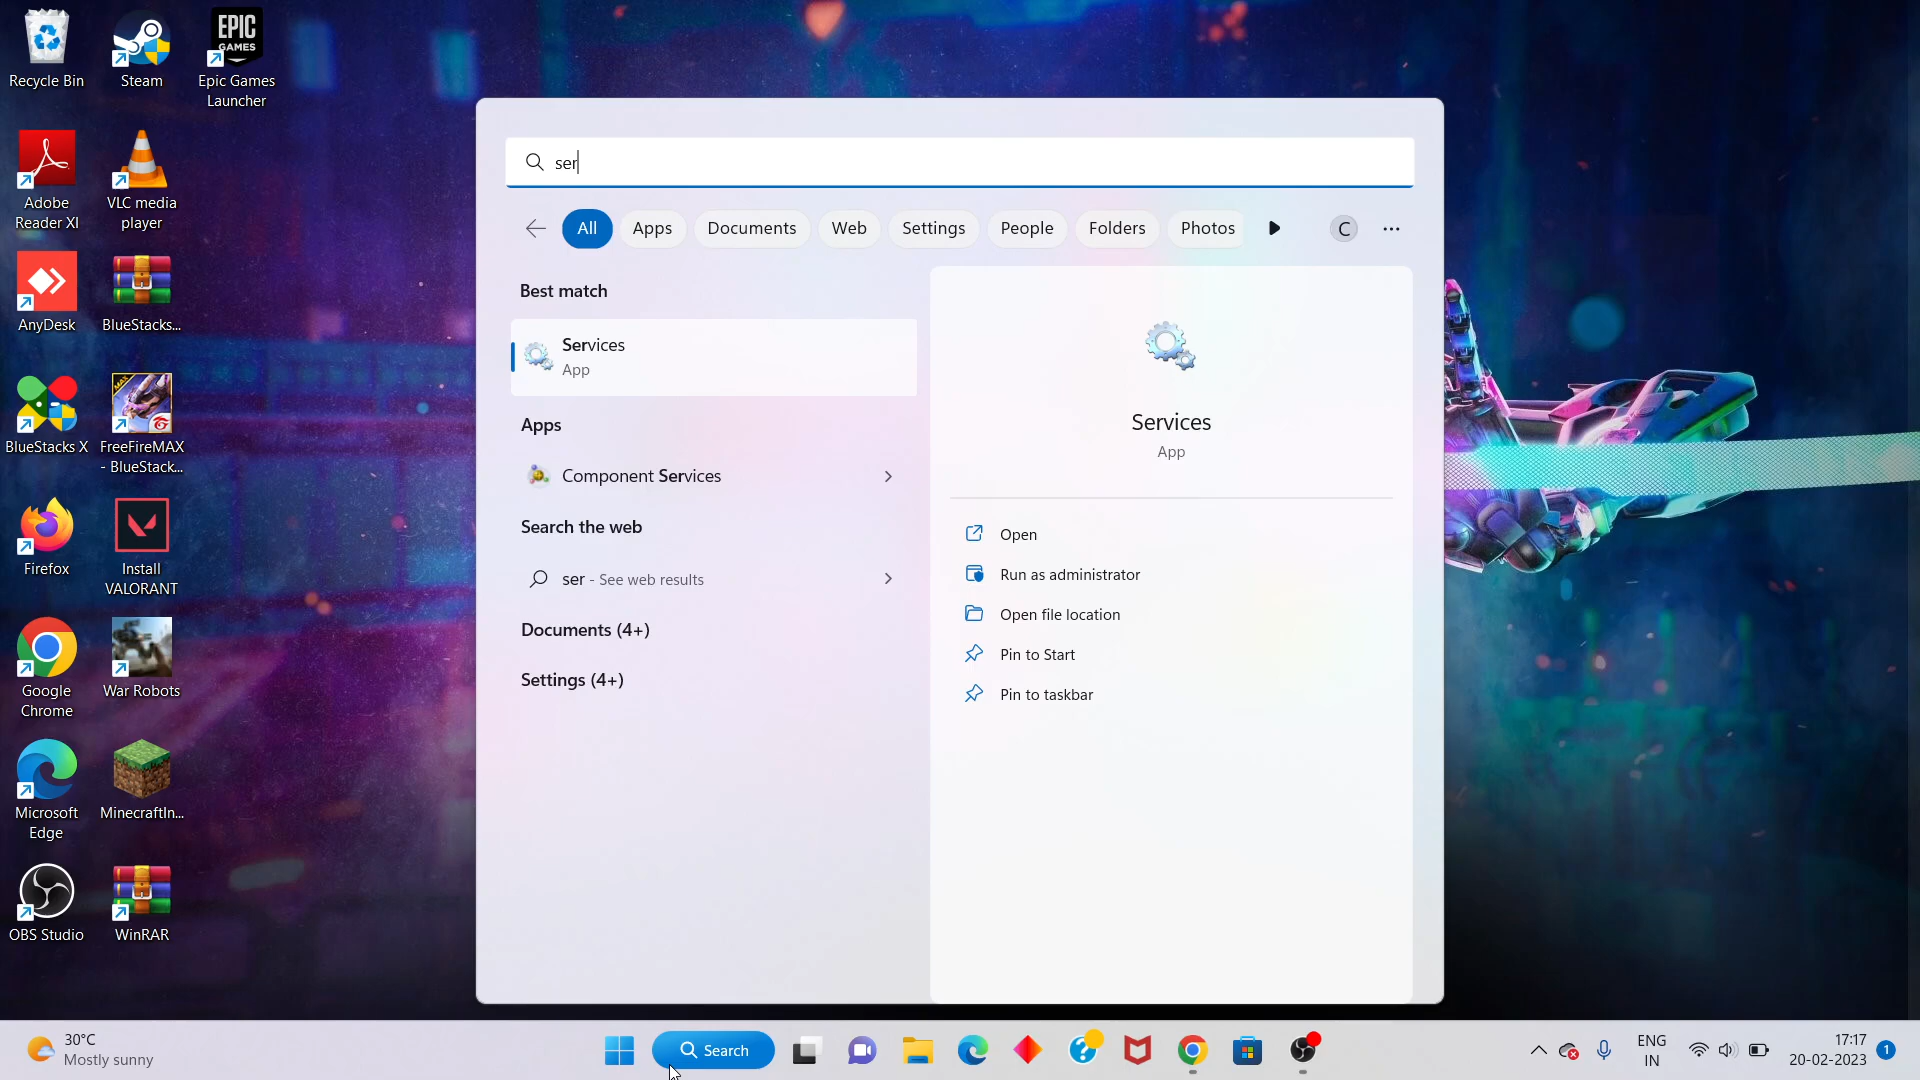 Recycle Bin
Steam
EPIC
GAMES
Epic Games
Launcher
Adobe
Reader XI
VLC media
player
AnyDesk
BlueStacks...
BlueStacks X
MAX
FreeFireMAX
- BlueStack...
Firefox
Install
VALORANT
Google
Chrome
War Robots
Microsoft
Edge
MinecraftIn...
OBS Studio
WinRAR
ser
All
Apps
Documents
Web
Settings
People
Folders
Photos
C
Best match
Services
App
Apps
Component Services
Search the web
ser - See web results
Documents (4+)
Settings (4+)
Services
App
Open
Run as administrator
Open file location
Pin to Start
Pin to taskbar
30°C
Mostly sunny
Search
ENG
IN
17:17
20-02-2023
1